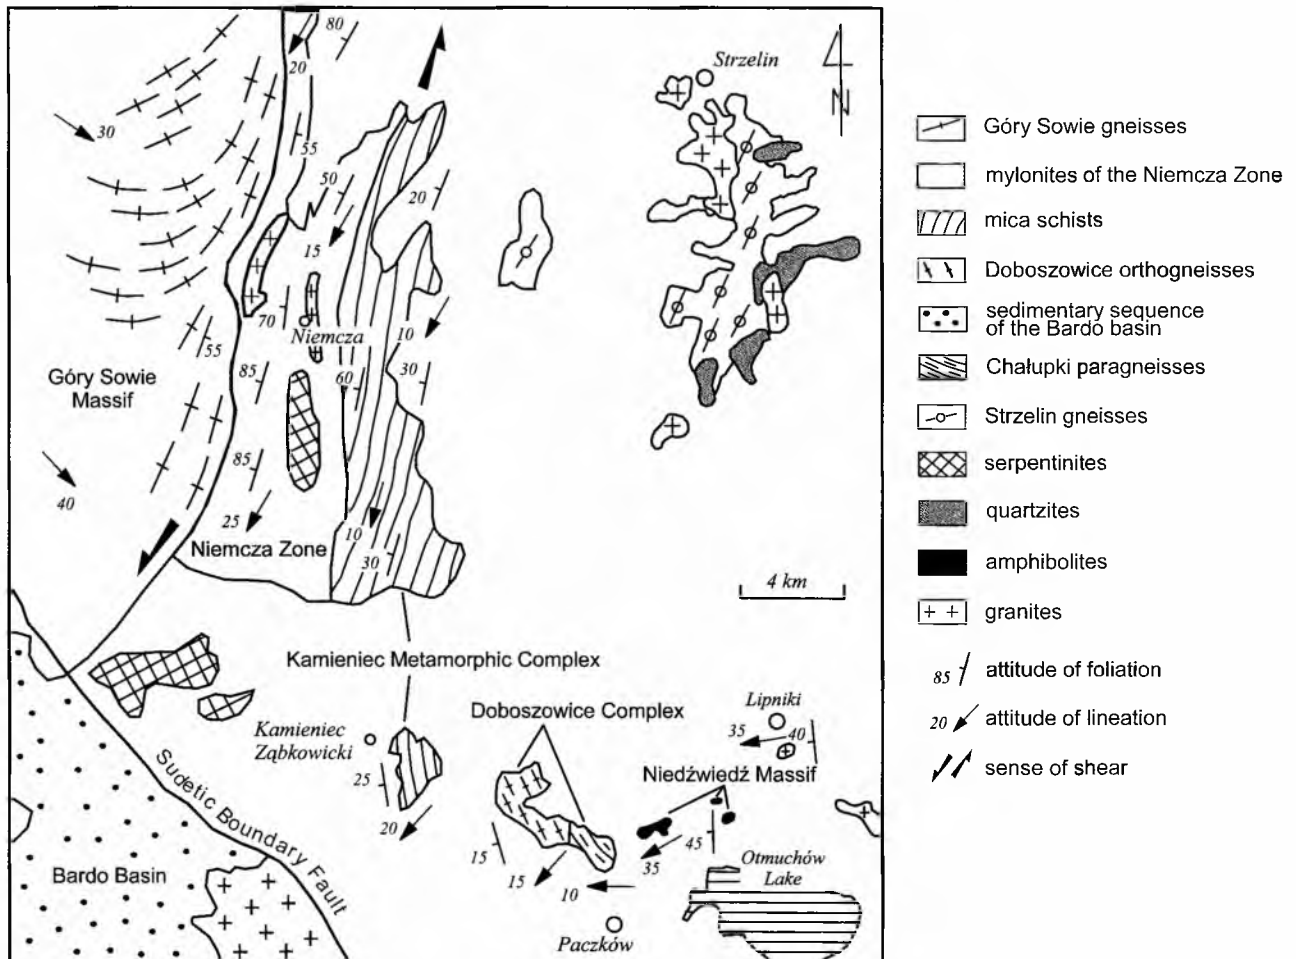 80
Strzelin
20
N
30
55
50
20
15
70
Niemcza
10
55
30
Góry Sowie
Massif
85
60
85
40
25
10
Niemcza Zone
30
4 km
Kamieniec Metamorphic Complex
Lipniki
Doboszowice Complex
35
40
Kamieniec
Ząbkowicki
Niedźwiedź Massif
25
Sudetic Boundary Fault
20
45
15
35
Otmuchów
Lake
15
10
Bardo Basin
Paczków
Góry Sowie gneisses
mylonites of the Niemcza Zone
mica schists
Doboszowice orthogneisses
sedimentary sequence
of the Bardo basin
Chałupki paragneisses
Strzelin gneisses
serpentinites
quartzites
amphibolites
granites
85 attitude of foliation
20 attitude of lineation
sense of shear